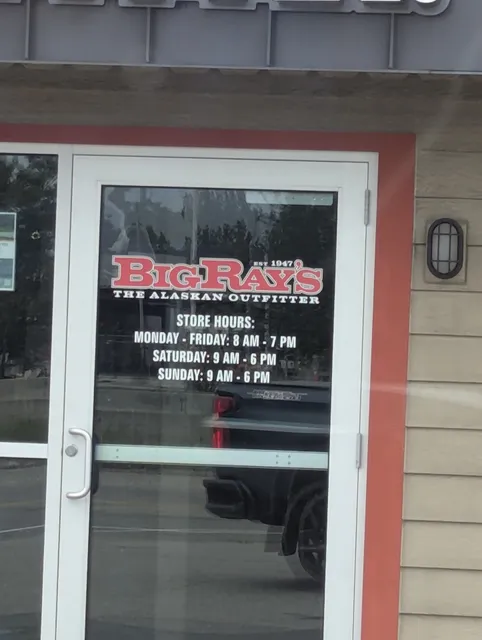 EST 1947
BIG RAY'S
THE ALASKAN OUTFITTER
STORE HOURS:
MONDAY - FRIDAY: 8 AM - 7 PM
SATURDAY: 9 AM - 6 PM
SUNDAY: 9 AM - 6 PM